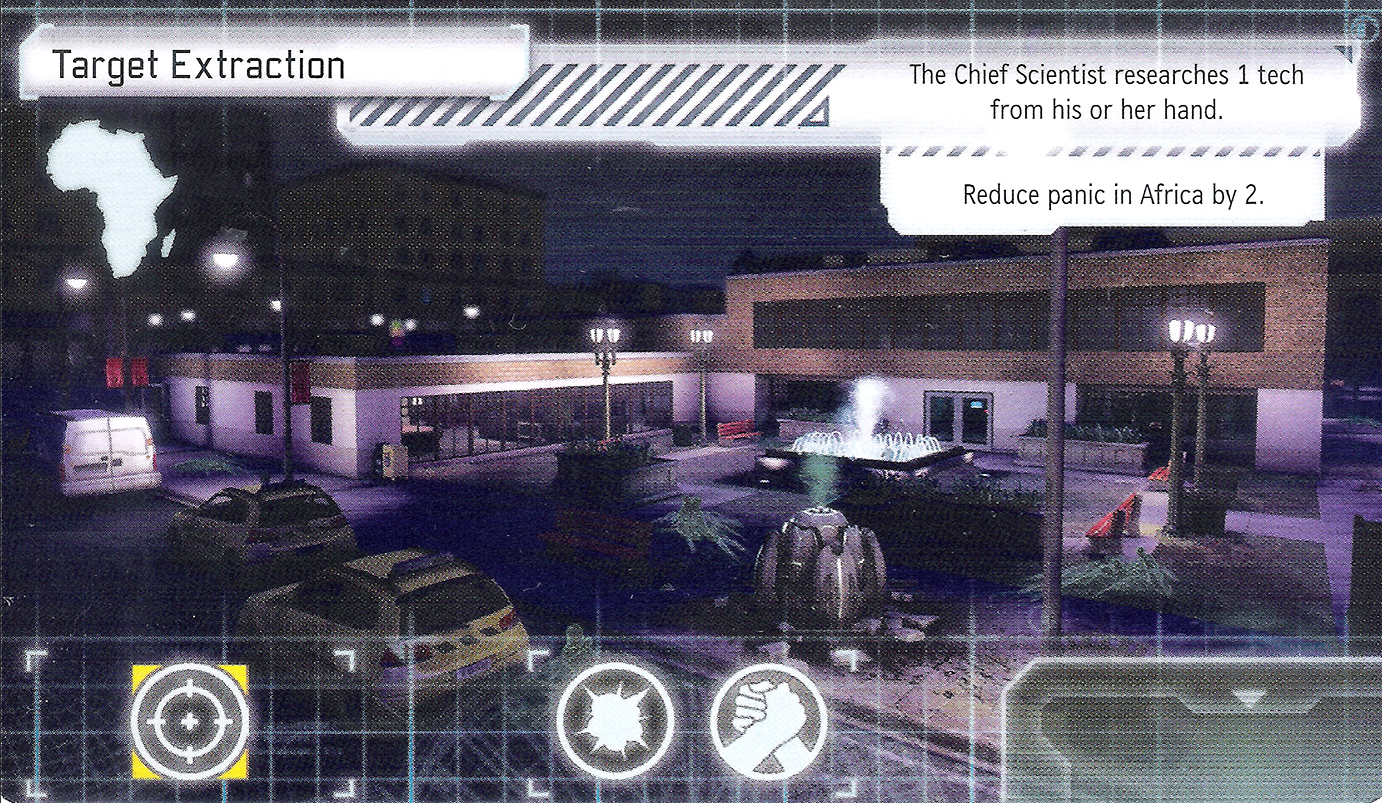 Target Extraction
The Chief Scientist researches 1 tech
from his or her hand.
Reduce panic in Africa by 2.